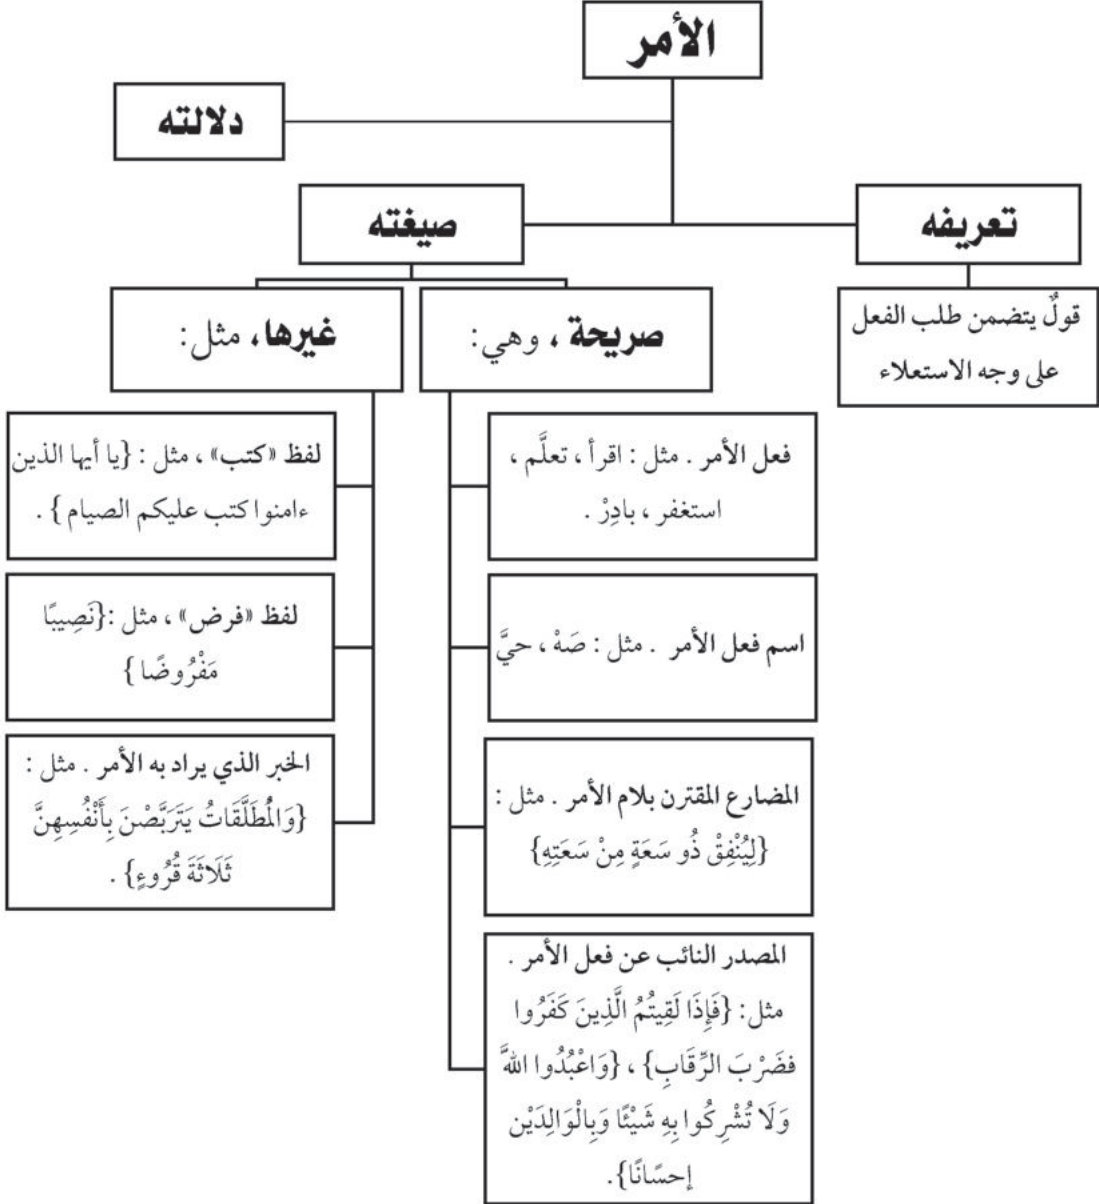 الأمر
دلالته
تعريفه
صيغته
قولٌ يتضمن طلب الفعل
على وجه الاستعلاء
صريحة ، وهي:
غيرها، مثل:
فعل الأمر . مثل : اقرأ ، تعلَّم ،
استغفر ، بادِرْ .
اسم فعل الأمر . مثل : صَهْ ، حيَّ
المضارع المقترن بلام الأمر . مثل :
{لِيُنْفِقْ ذُو سَعَةٍ مِنْ سَعَتِهِ}
المصدر النائب عن فعل الأمر .
مثل: {فَإِذَا لَقِيتُمُ الَّذِينَ كَفَرُوا
فضَرْبَ الرِّقَابِ} ، {وَاعْبُدُوا اللهَّ
وَلَا تُشْرِكُوا بِهِ شَيْئًا وَبِالْوَالِدَيْن
إحسَانًا}.
لفظ «كتب» ، مثل : {يا أيها الذين
ءامنوا كتب عليكم الصيام } .
لفظ «فرض» ، مثل :{نَصِيبًا
مَفْرُوضًا }
الخبر الذي يراد به الأمر . مثل :
{وَالْمُطَلَّقَاتُ يَتَرَبَّصْنَ بِأَنْفُسِهِنَّ
ثَلَاثَةَ قُرُوءٍ} .